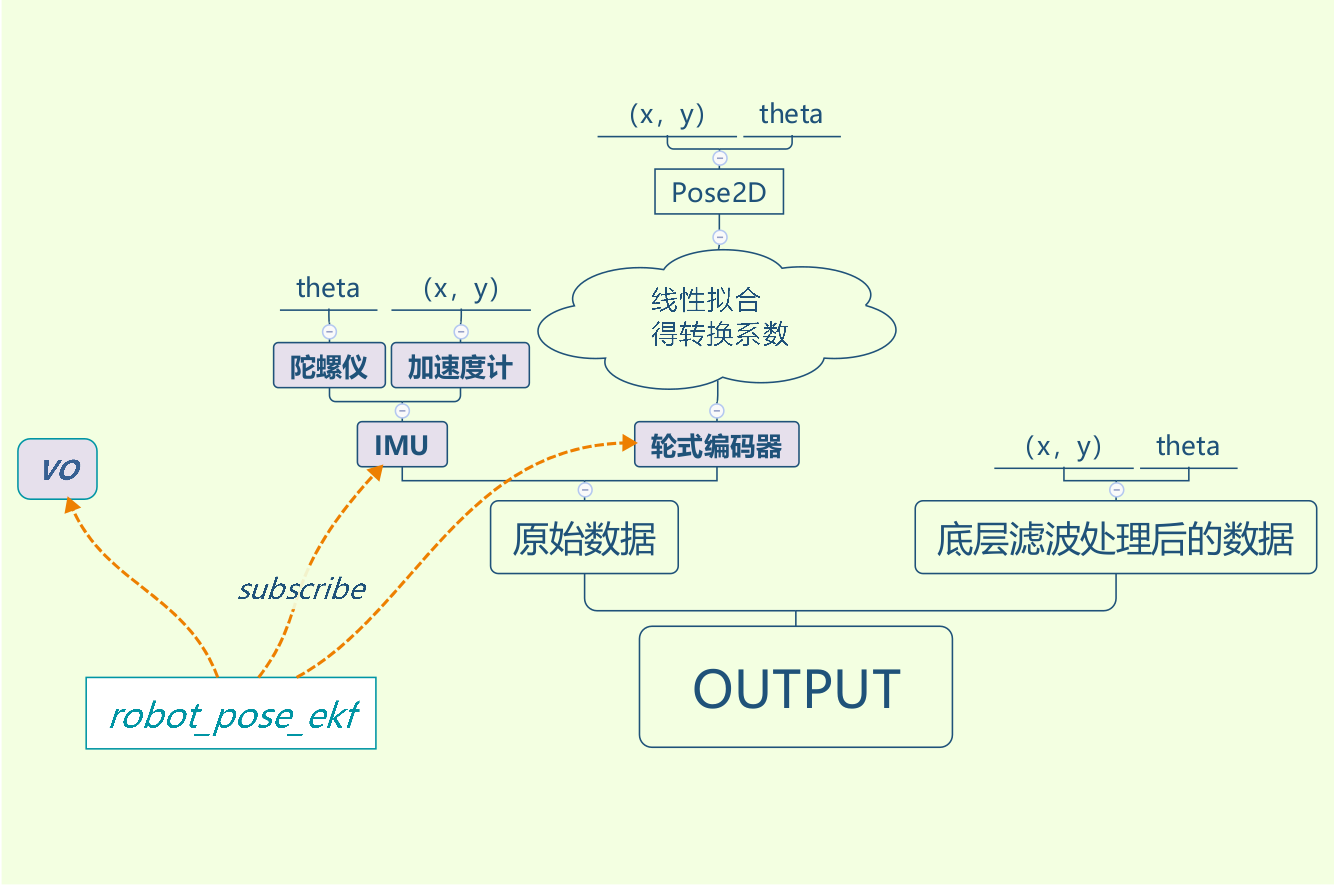 (x，y) theta
Pose2D
线性拟合
得转换系数
theta (x，y)
陀螺仪 加速度计
IMU 轮式编码器
(x，y) theta
VO
原始数据 底层滤波处理后的数据
subscribe
OUTPUT
robot_pose_ekf